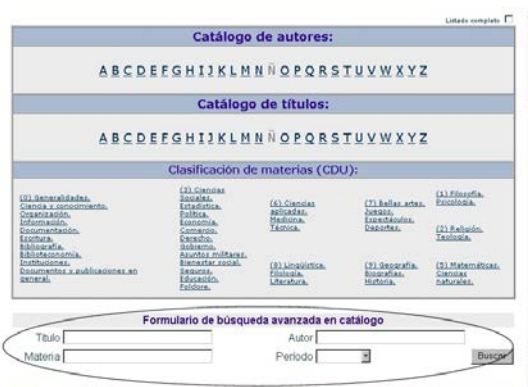 Listado completo
Catálogo de autores:
A B C D E F G H I J K L M N Ñ O P Q R S T U V W X Y Z
Catálogo de títulos:
A B C D E F G H I J K L M N Ñ O P Q R S T U V W X Y Z
Clasificación de materias (CDU):
(0) Generalidades.
Ciencia y conocimiento.
Organización.
Información.
Documentación.
Escritura.
Bibliografía.
Biblioteconomía.
Instituciones.
Documentos y publicaciones en
general.
(3) Ciencias
Sociales.
Estadística.
Política.
Economía.
Comercio.
Derecho.
Gobierno.
Asuntos militares.
Bienestar social.
Seguros.
Educación.
Folclore.
(6) Ciencias
aplicadas.
Medicina.
Técnica.
(8) Lingüística.
Filología.
Literatura.
(7) Bellas artes.
Juegos.
Espectáculos.
Deportes.
(9) Geografía.
Biografías.
Historia.
(1) Filosofía.
Psicología.
(2) Religión.
Teología.
(5) Matemáticas.
Ciencias
naturales.
Formulario de búsqueda avanzada en catálogo
Titulo
Autor
Materia
Período
Buscar